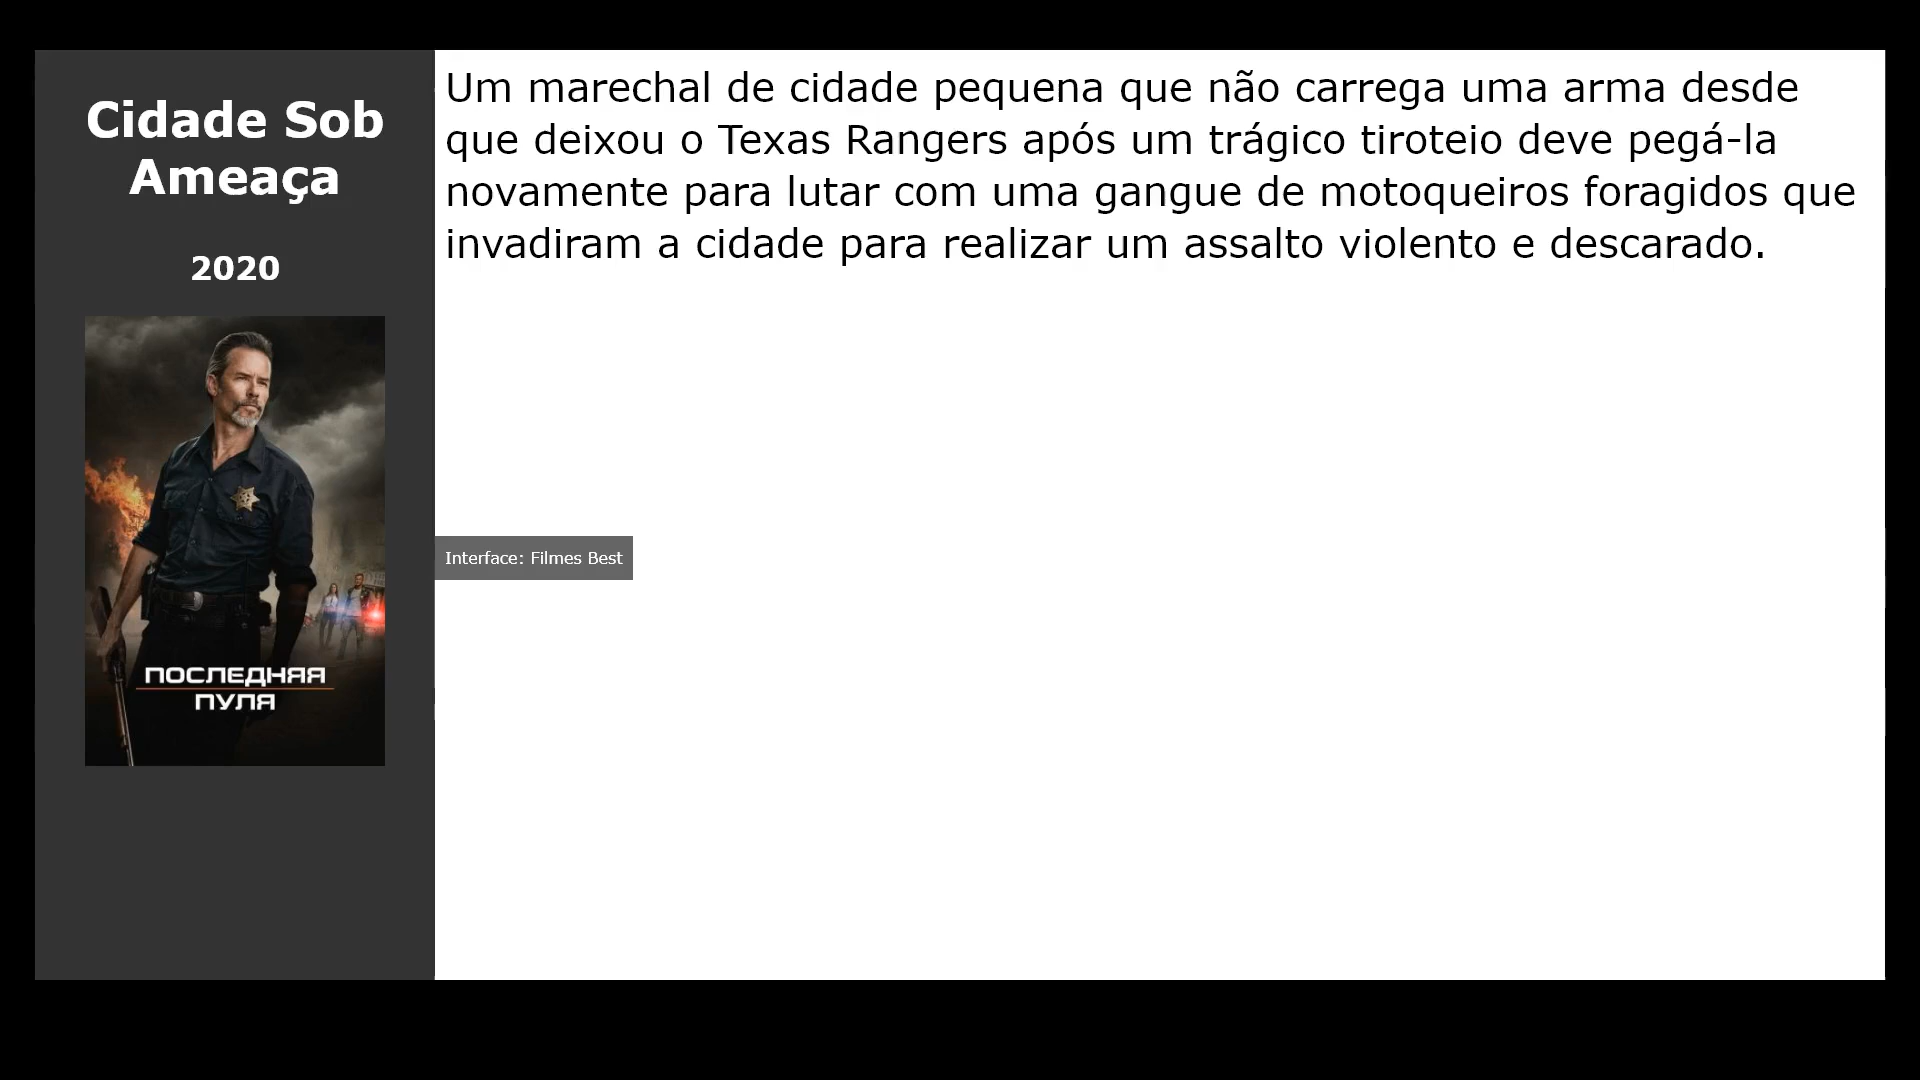 Cidade Sob
Ameaça
2020
ПОСЛЕДНЯЯ
ПУЛЯ
Um marechal de cidade pequena que não carrega uma arma desde
que deixou o Texas Rangers após um trágico tiroteio deve pegá-la
novamente para lutar com uma gangue de motoqueiros foragidos que
invadiram a cidade para realizar um assalto violento e descarado.
Interface: Filmes Best